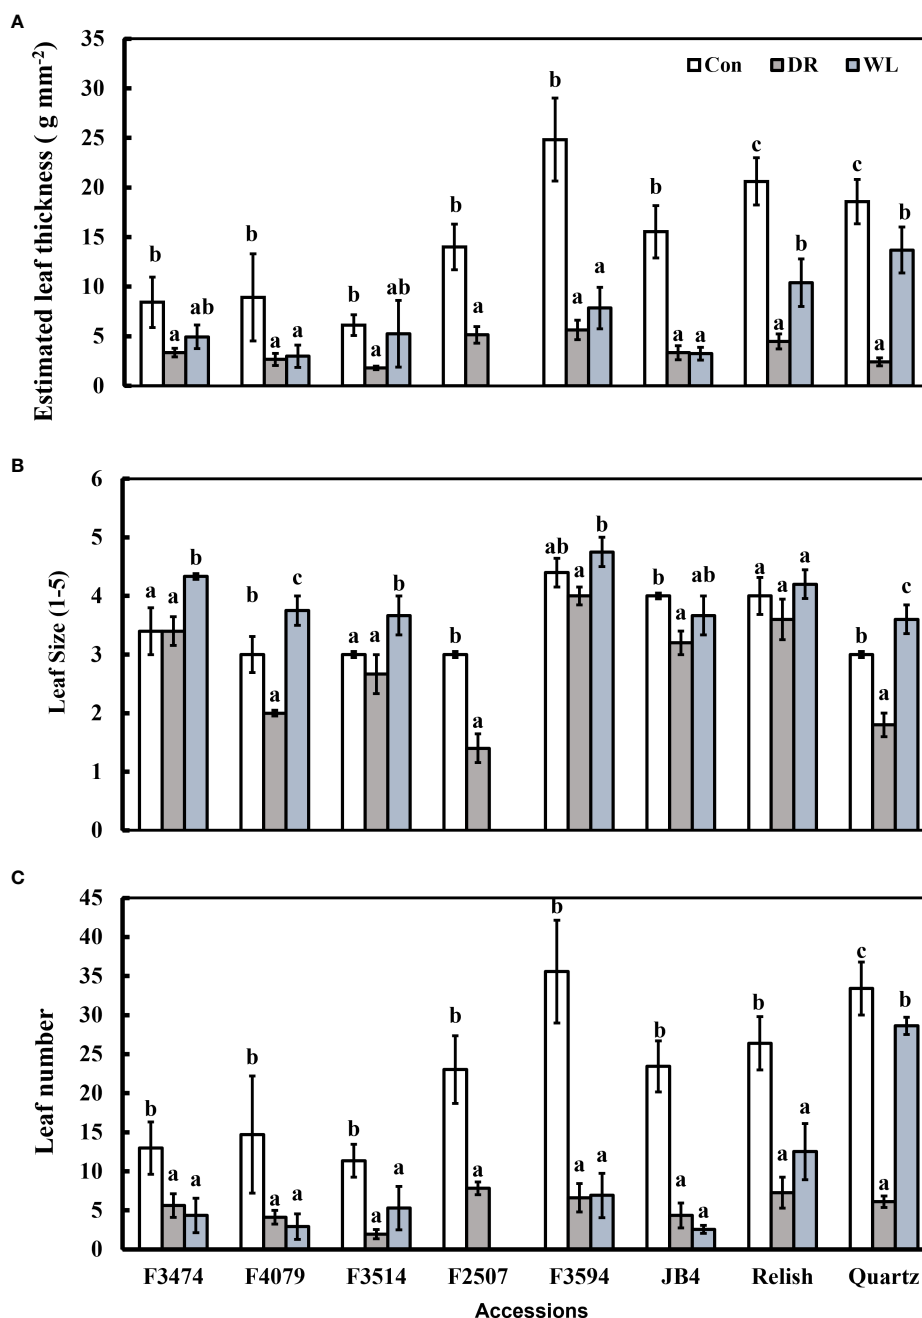 A
Estimated leaf thickness ( g mm-2)
35
30
25
20
15
10
5
0
Con DR WL
b a ab
b a a
b a ab
b a
b a a
b a a
c a b
c a b
B
Leaf Size (1-5)
6
5
4
3
2
1
0
a a b
b a c
a a b
b a
ab a b
b a ab
a a a
b a c
C
Leaf number
45
40
35
30
25
20
15
10
5
0
b a a
b a a
b a a
b a
b a a
b a a
b a a
c a b
F3474 F4079 F3514 F2507 F3594 JB4 Relish Quartz
Accessions